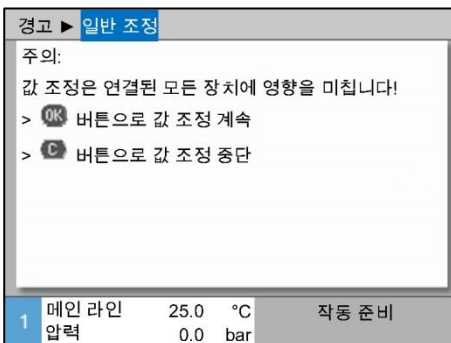 경고 ► 일반 조정
주의:
값 조정은 연결된 모든 장치에 영향을 미칩니다!
> OK 버튼으로 값 조정 계속
> C 버튼으로 값 조정 중단
1 메인 라인 25.0 °C 작동 준비
압력 0.0 bar